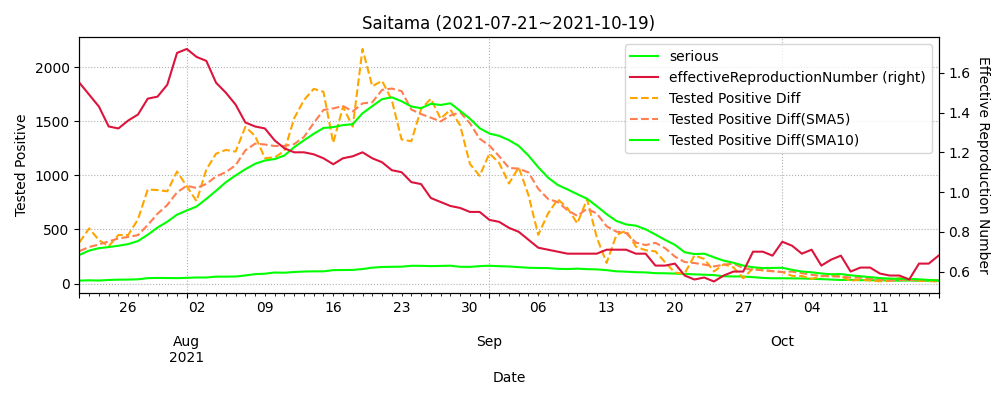 Saitama (2021-07-21~2021-10-19)
serious
effectiveReproductionNumber (right)
Tested Positive Diff
Tested Positive Diff(SMA5)
Tested Positive Diff(SMA10)
Tested Positive
2000
1500
1000
500
0
Effective Reproduction Number
1.6
1.4
1.2
1.0
0.8
0.6
26 02 09 16 23 30 06 13 20 27 04 11
Aug Sep Oct
2021
Date